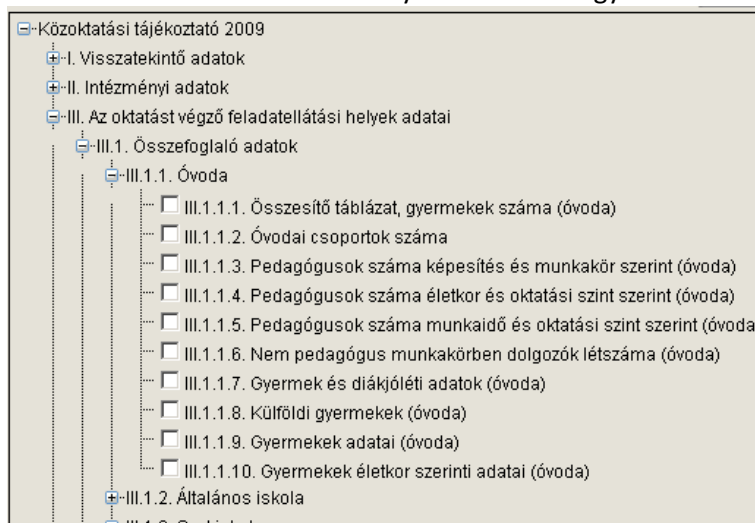 Közoktatási tájékoztató 2009
I. Visszatekintő adatok
II. Intézményi adatok
III. Az oktatást végző feladatellátási helyek adatai
III.1. Összefoglaló adatok
III.1.1. Óvoda
III.1.1.1. Összesítő táblázat, gyermekek száma (óvoda)
III.1.1.2. Óvodai csoportok száma
III.1.1.3. Pedagógusok száma képesítés és munkakör szerint (óvoda)
III.1.1.4. Pedagógusok száma életkor és oktatási szint szerint (óvoda)
III.1.1.5. Pedagógusok száma munkaidő és oktatási szint szerint (óvoda
III.1.1.6. Nem pedagógus munkakörben dolgozók létszáma (óvoda)
III.1.1.7. Gyermek és diákjóléti adatok (óvoda)
III.1.1.8. Külföldi gyermekek (óvoda)
III.1.1.9. Gyermekek adatai (óvoda)
III.1.1.10. Gyermekek életkor szerinti adatai (óvoda)
III.1.2. Általános iskola